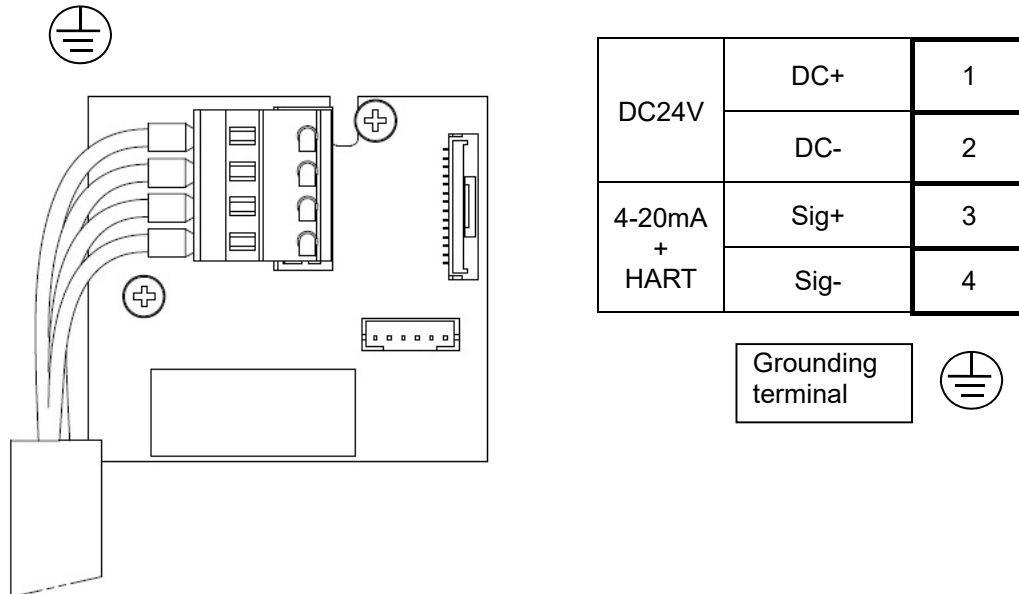 DC24V
DC+
1
DC-
2
4-20mA
+
HART
Sig+
3
Sig-
4
Grounding
terminal